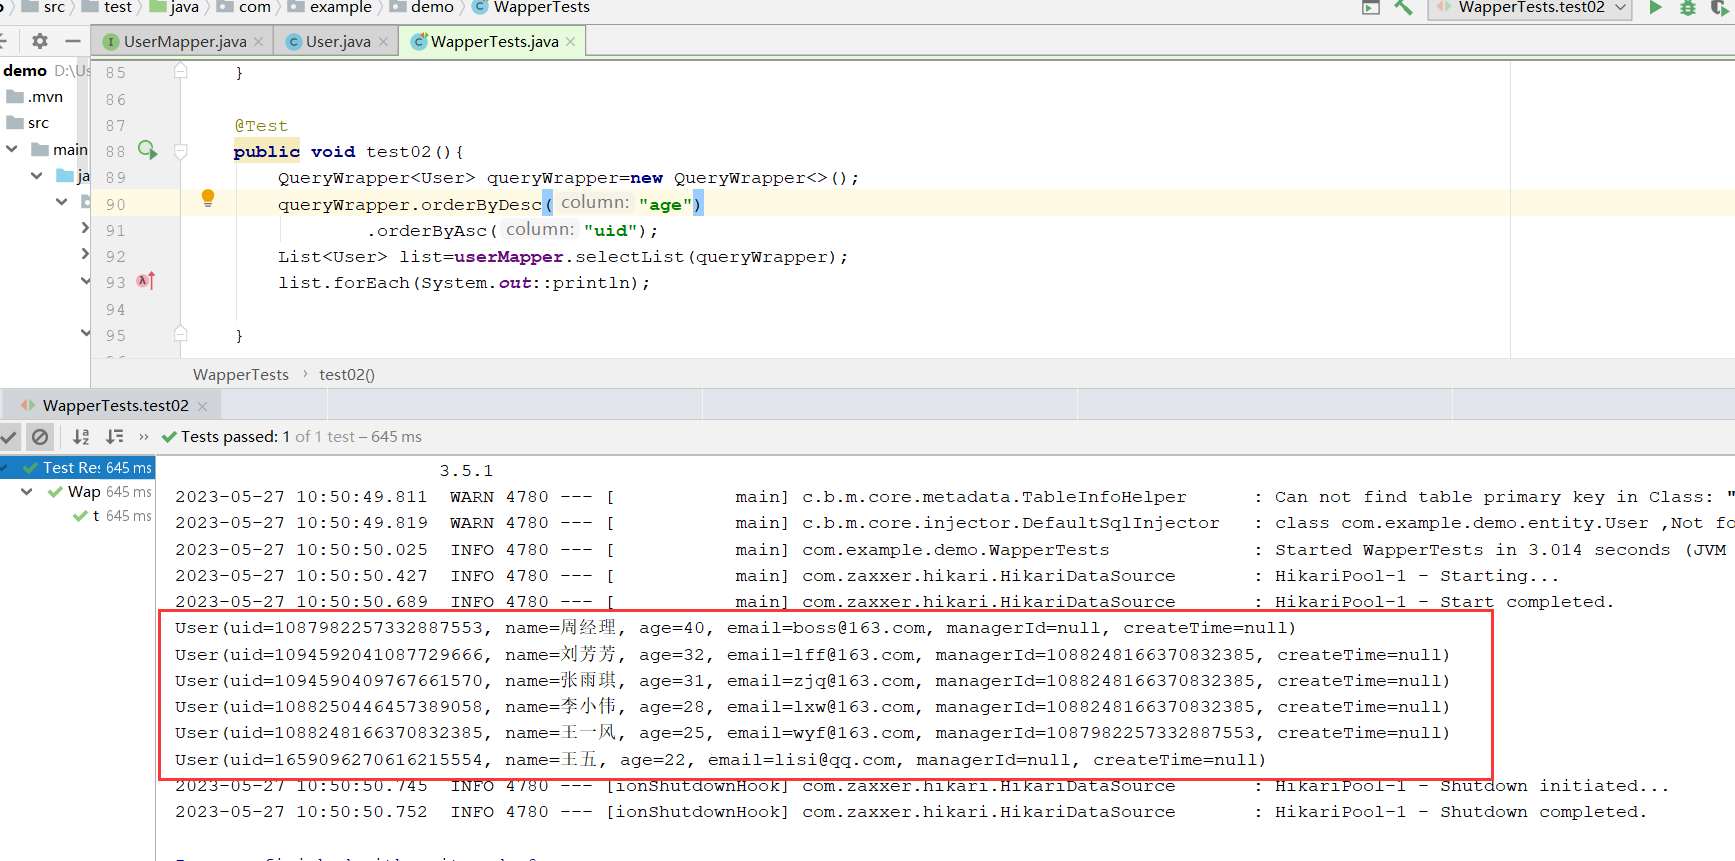 src > test > java > com > example > demo > WapperTests
WapperTests.test02
UserMapper.java × User.java × WapperTests.java ×
demo D:\Us
.mvn
src
main
ja
85 }
86
87 @Test
88 public void test02(){
89 QueryWrapper<User> queryWrapper=new QueryWrapper<>();
90 queryWrapper.orderByDesc( column: "age")
91 .orderByAsc( column: "uid");
92 List<User> list=userMapper.selectList(queryWrapper);
93 list.forEach(System.out::println);
94
95 }
WapperTests > test02()
WapperTests.test02 ×
» Tests passed: 1 of 1 test – 645 ms
Test Res 645 ms
Wap 645 ms
t 645 ms
3.5.1
2023-05-27 10:50:49.811  WARN 4780 --- [           main] c.b.m.core.metadata.TableInfoHelper      : Can not find table primary key in Class: "
2023-05-27 10:50:49.819  WARN 4780 --- [           main] c.b.m.core.injector.DefaultSqlInjector   : class com.example.demo.entity.User ,Not fo
2023-05-27 10:50:50.025  INFO 4780 --- [           main] com.example.demo.WapperTests             : Started WapperTests in 3.014 seconds (JVM
2023-05-27 10:50:50.427  INFO 4780 --- [           main] com.zaxxer.hikari.HikariDataSource       : HikariPool-1 - Starting...
2023-05-27 10:50:50.689  INFO 4780 --- [           main] com.zaxxer.hikari.HikariDataSource       : HikariPool-1 - Start completed.
User(uid=1087982257332887553, name=周经理, age=40, email=boss@163.com, managerId=null, createTime=null)
User(uid=1094592041087729666, name=刘芳芳, age=32, email=lff@163.com, managerId=1088248166370832385, createTime=null)
User(uid=1094590409767661570, name=张雨琪, age=31, email=zjq@163.com, managerId=1088248166370832385, createTime=null)
User(uid=1088250446457389058, name=李小伟, age=28, email=lxw@163.com, managerId=1088248166370832385, createTime=null)
User(uid=1088248166370832385, name=王一风, age=25, email=wyf@163.com, managerId=1087982257332887553, createTime=null)
User(uid=1659096270616215554, name=王五, age=22, email=lisi@qq.com, managerId=null, createTime=null)
2023-05-27 10:50:50.745  INFO 4780 --- [ionShutdownHook] com.zaxxer.hikari.HikariDataSource       : HikariPool-1 - Shutdown initiated...
2023-05-27 10:50:50.752  INFO 4780 --- [ionShutdownHook] com.zaxxer.hikari.HikariDataSource       : HikariPool-1 - Shutdown completed.